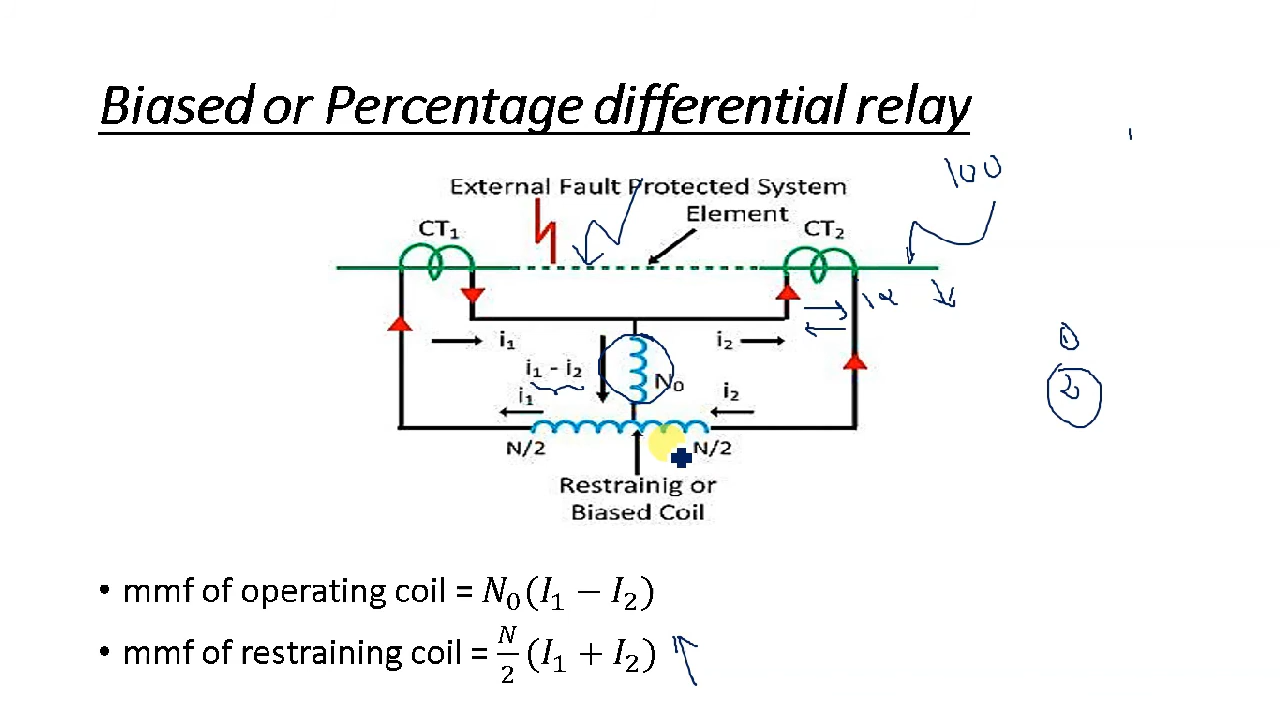 Biased or Percentage differential relay
100
External Fault Protected System
Element
CT₁
CT₂
i₁
i₂
i₁ - i₂
N₀
i₁
i₂
N/2
N/2
Restrainig or
Biased Coil
• mmf of operating coil = N₀(I₁ − I₂)
• mmf of restraining coil = N/2 (I₁ + I₂)